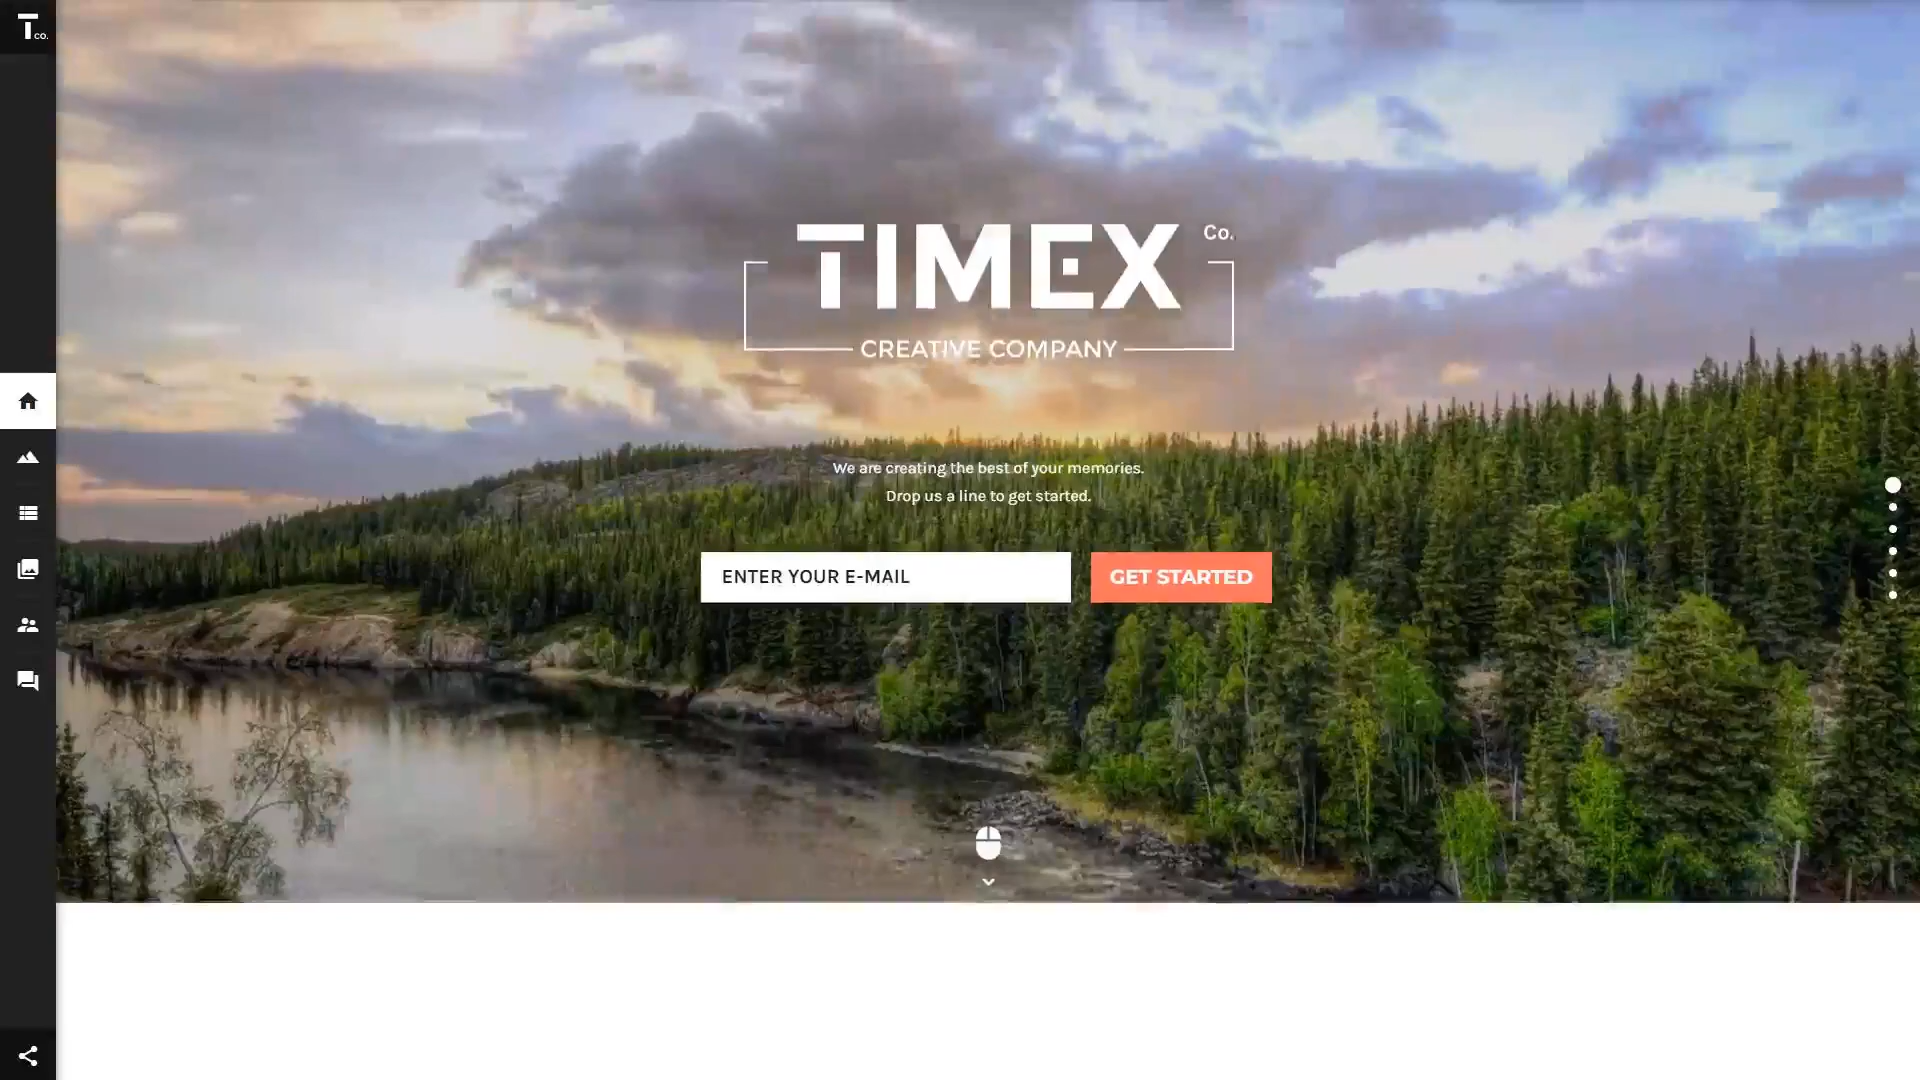 T co.
TIMEX Co.
CREATIVE COMPANY
We are creating the best of your memories.
Drop us a line to get started.
ENTER YOUR E-MAIL
GET STARTED